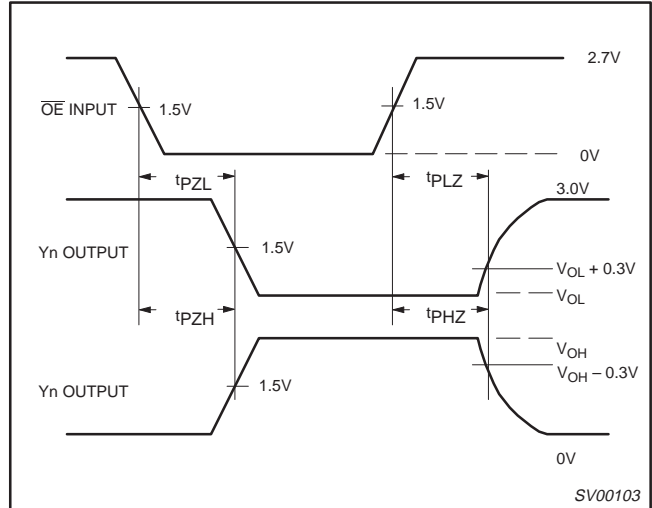 2.7V
OE INPUT
1.5V
1.5V
0V
tPZL
tPLZ
3.0V
Yn OUTPUT
1.5V
VOL + 0.3V
VOL
tPZH
tPHZ
VOH
VOH – 0.3V
Yn OUTPUT
1.5V
0V
SV00103